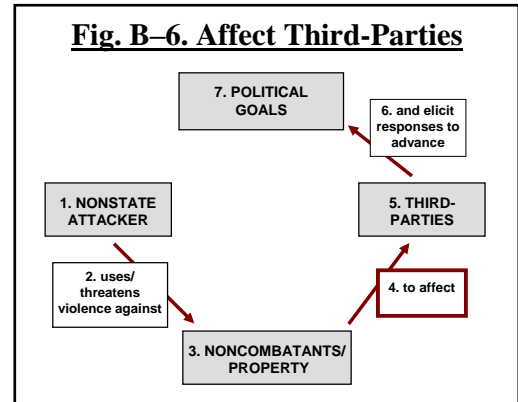 Fig. B–6. Affect Third-Parties
7. POLITICAL
GOALS
6. and elicit
responses to
advance
1. NONSTATE
ATTACKER
5. THIRD-
PARTIES
2. uses/
threatens
violence against
4. to affect
3. NONCOMBATANTS/
PROPERTY